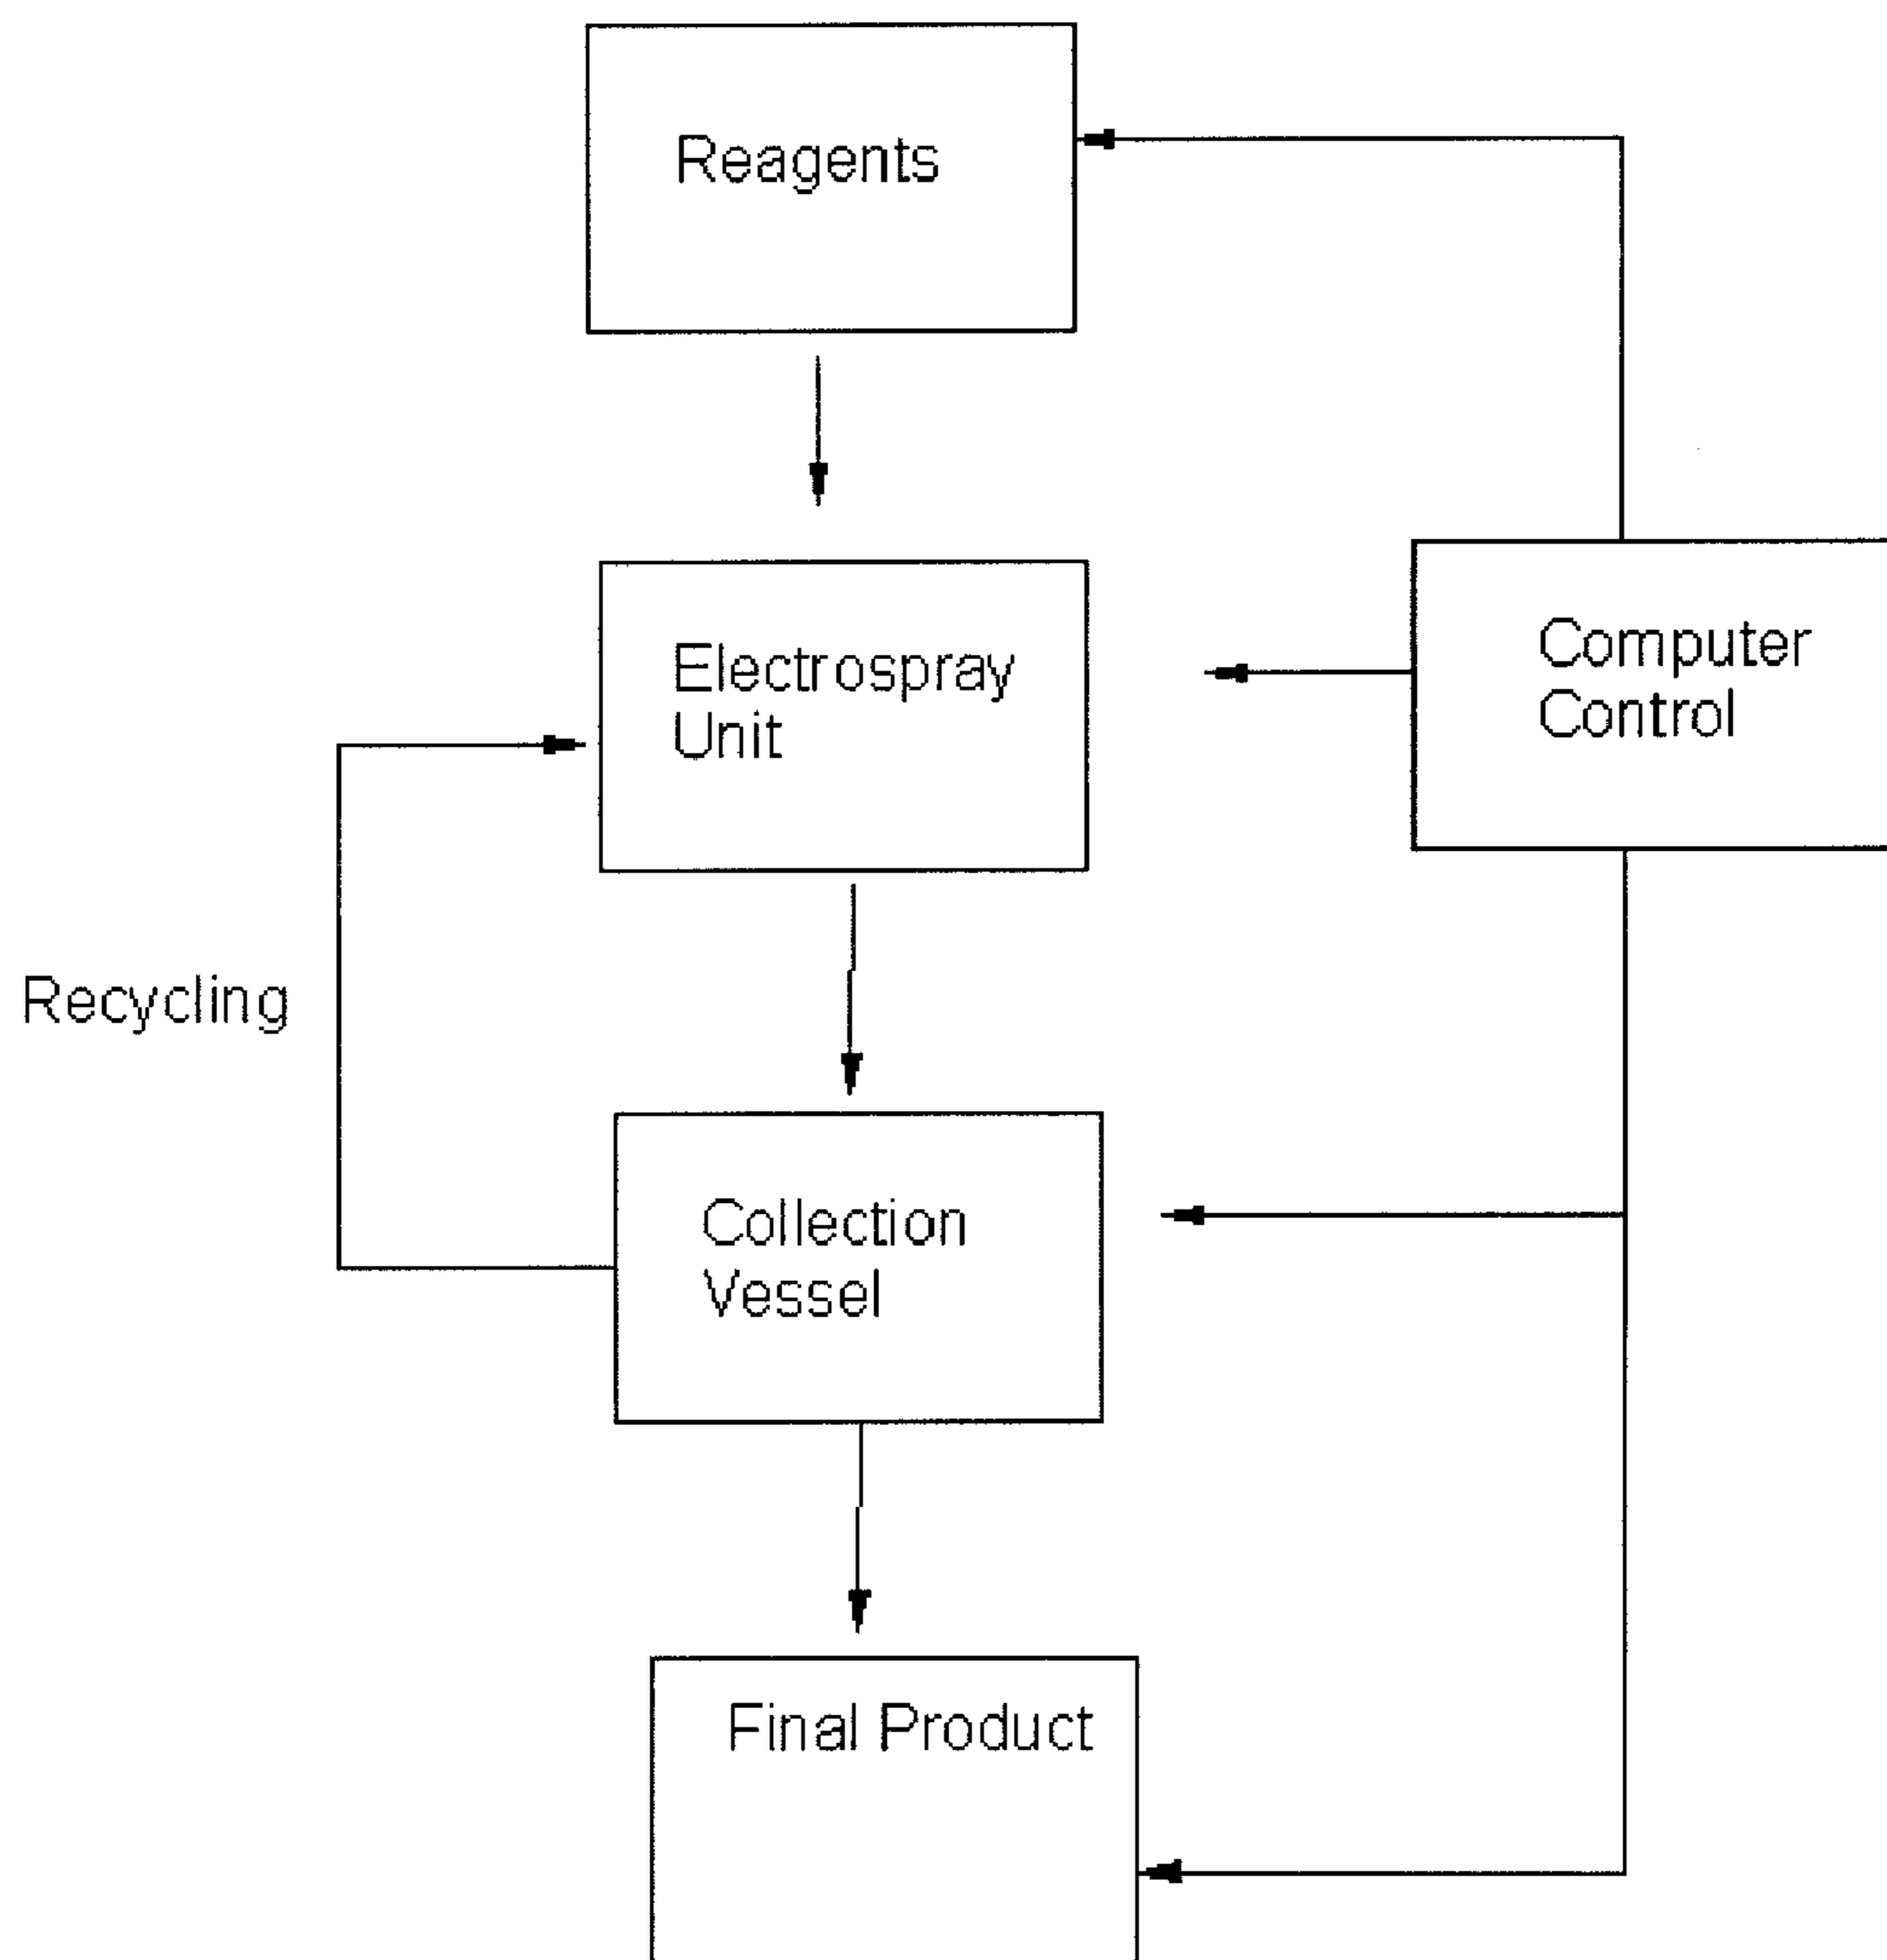 Reagents
Electrospray
Unit
Computer
Control
Recycling
Collection
Vessel
Final Product